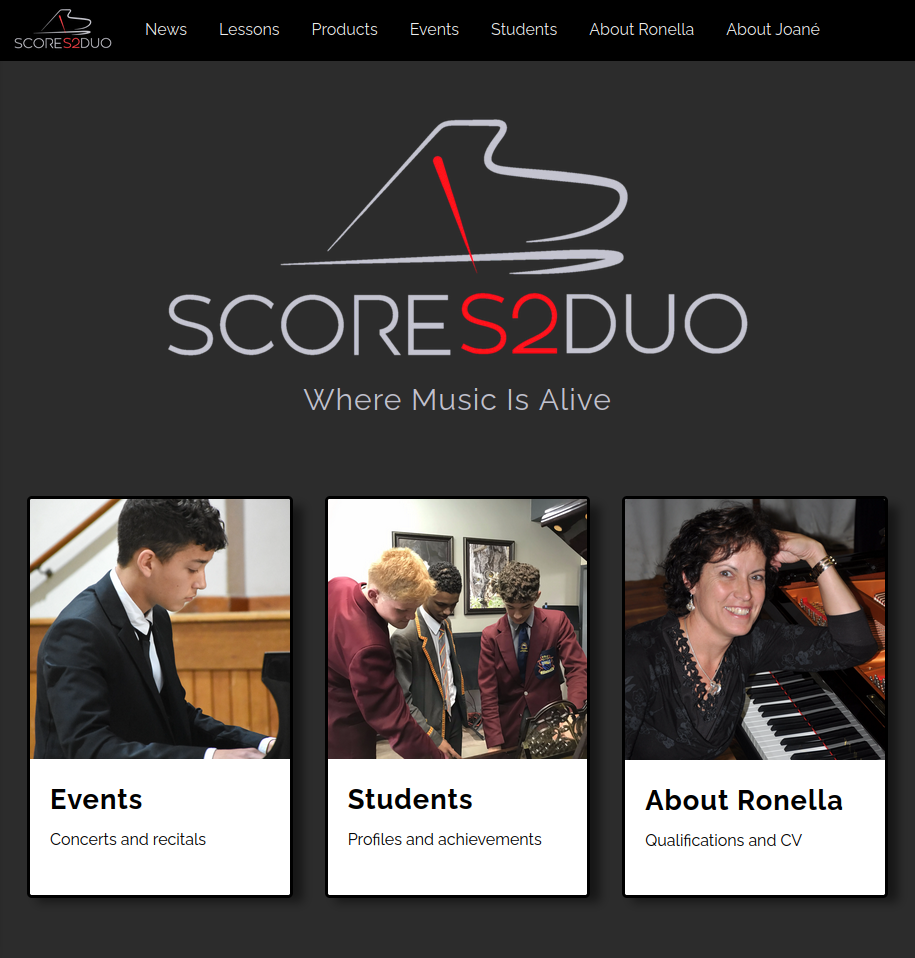 SCORES2DUO
News
Lessons
Products
Events
Students
About Ronella
About Joané
SCORES2DUO
Where Music Is Alive
Events
Concerts and recitals
Students
Profiles and achievements
About Ronella
Qualifications and CV